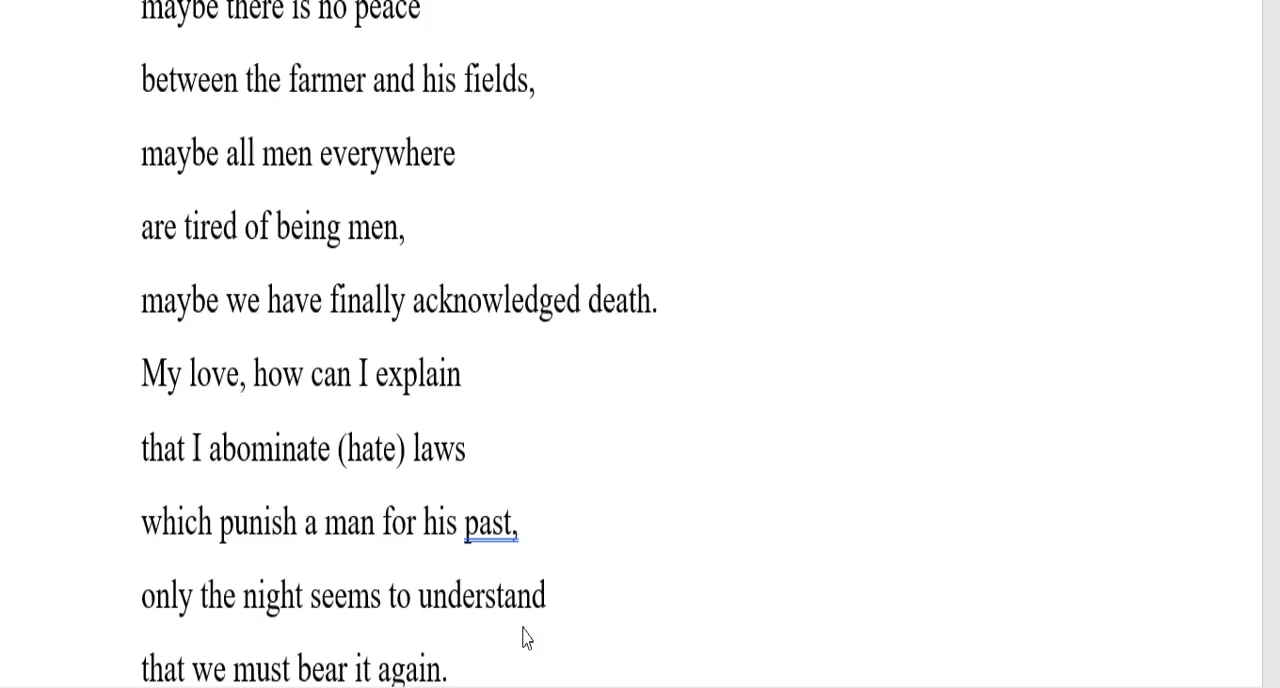 maybe there is no peace
between the farmer and his fields,
maybe all men everywhere
are tired of being men,
maybe we have finally acknowledged death.
My love, how can I explain
that I abominate (hate) laws
which punish a man for his past,
only the night seems to understand
that we must bear it again.